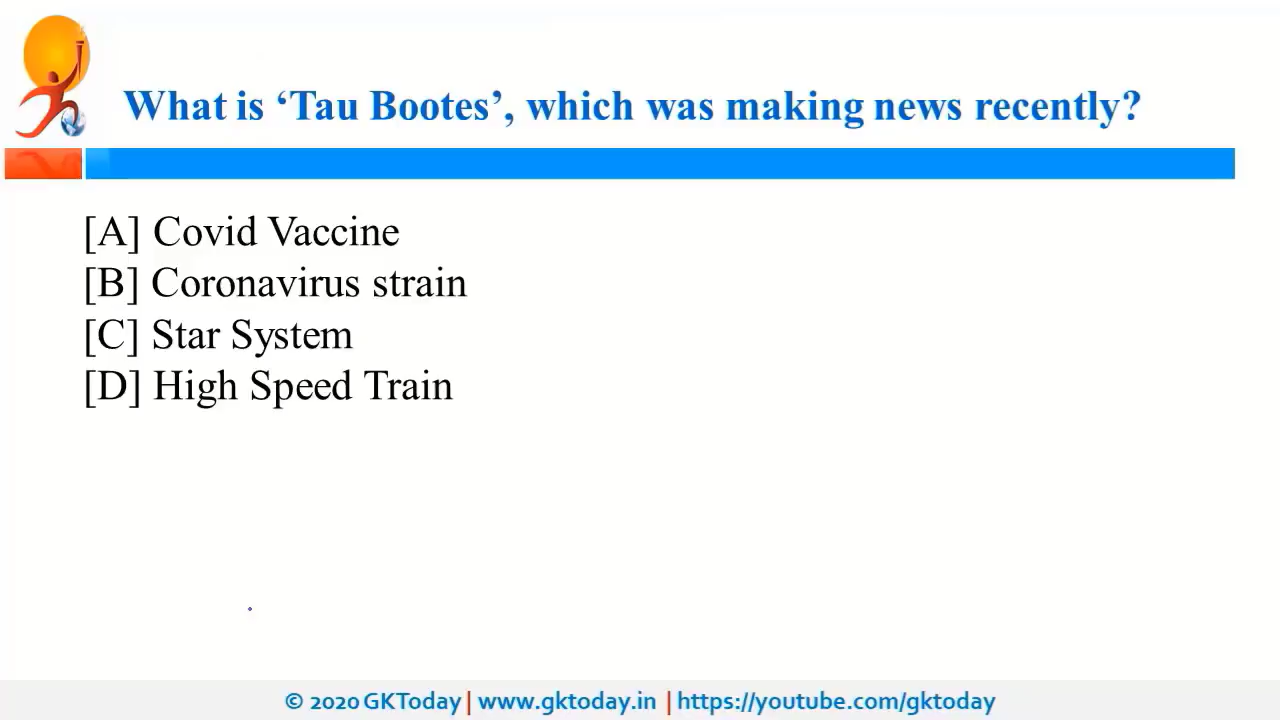 What is ‘Tau Bootes’, which was making news recently?
[A] Covid Vaccine
[B] Coronavirus strain
[C] Star System
[D] High Speed Train
© 2020 GKToday | www.gktoday.in | https://youtube.com/gktoday